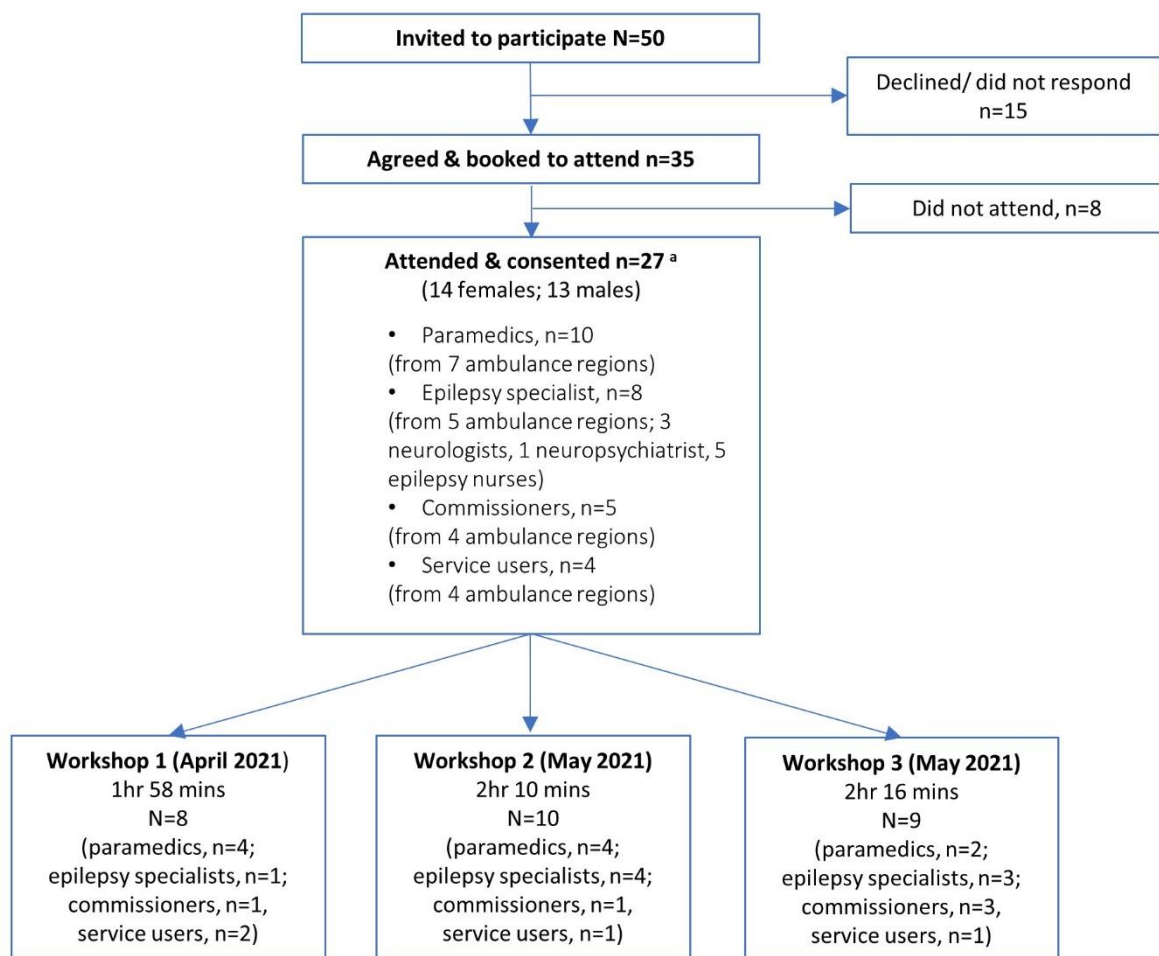 Invited to participate N=50
Declined/ did not respond
n=15
Agreed & booked to attend n=35
Did not attend, n=8
Attended & consented n=27 ª
(14 females; 13 males)
• Paramedics, n=10
(from 7 ambulance regions)
• Epilepsy specialist, n=8
(from 5 ambulance regions; 3
neurologists, 1 neuropsychiatrist, 5
epilepsy nurses)
• Commissioners, n=5
(from 4 ambulance regions)
• Service users, n=4
(from 4 ambulance regions)
Workshop 1 (April 2021)
1hr 58 mins
N=8
(paramedics, n=4;
epilepsy specialists, n=1;
commissioners, n=1,
service users, n=2)
Workshop 2 (May 2021)
2hr 10 mins
N=10
(paramedics, n=4;
epilepsy specialists, n=4;
commissioners, n=1,
service users, n=1)
Workshop 3 (May 2021)
2hr 16 mins
N=9
(paramedics, n=2;
epilepsy specialists, n=3;
commissioners, n=3,
service users, n=1)